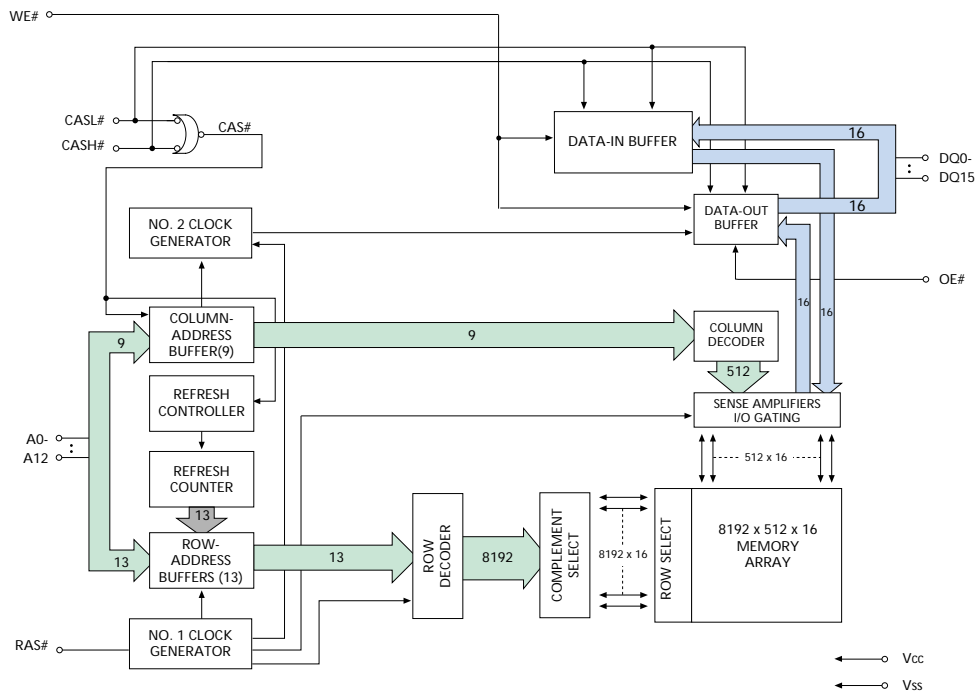 WE#
CASL#
CASH#
CAS#
DATA-IN BUFFER
16
DQ0-
DQ15
16
DATA-OUT
BUFFER
NO. 2 CLOCK
GENERATOR
OE#
16
16
COLUMN-
ADDRESS
BUFFER(9)
9
9
COLUMN
DECODER
512
REFRESH
CONTROLLER
SENSE AMPLIFIERS
I/O GATING
A0-
A12
512 x 16
REFRESH
COUNTER
13
ROW-
ADDRESS
BUFFERS (13)
13
13
ROW
DECODER
8192
COMPLEMENT
SELECT
8192 x 16
ROW SELECT
8192 x 512 x 16
MEMORY
ARRAY
RAS#
NO. 1 CLOCK
GENERATOR
Vcc
Vss